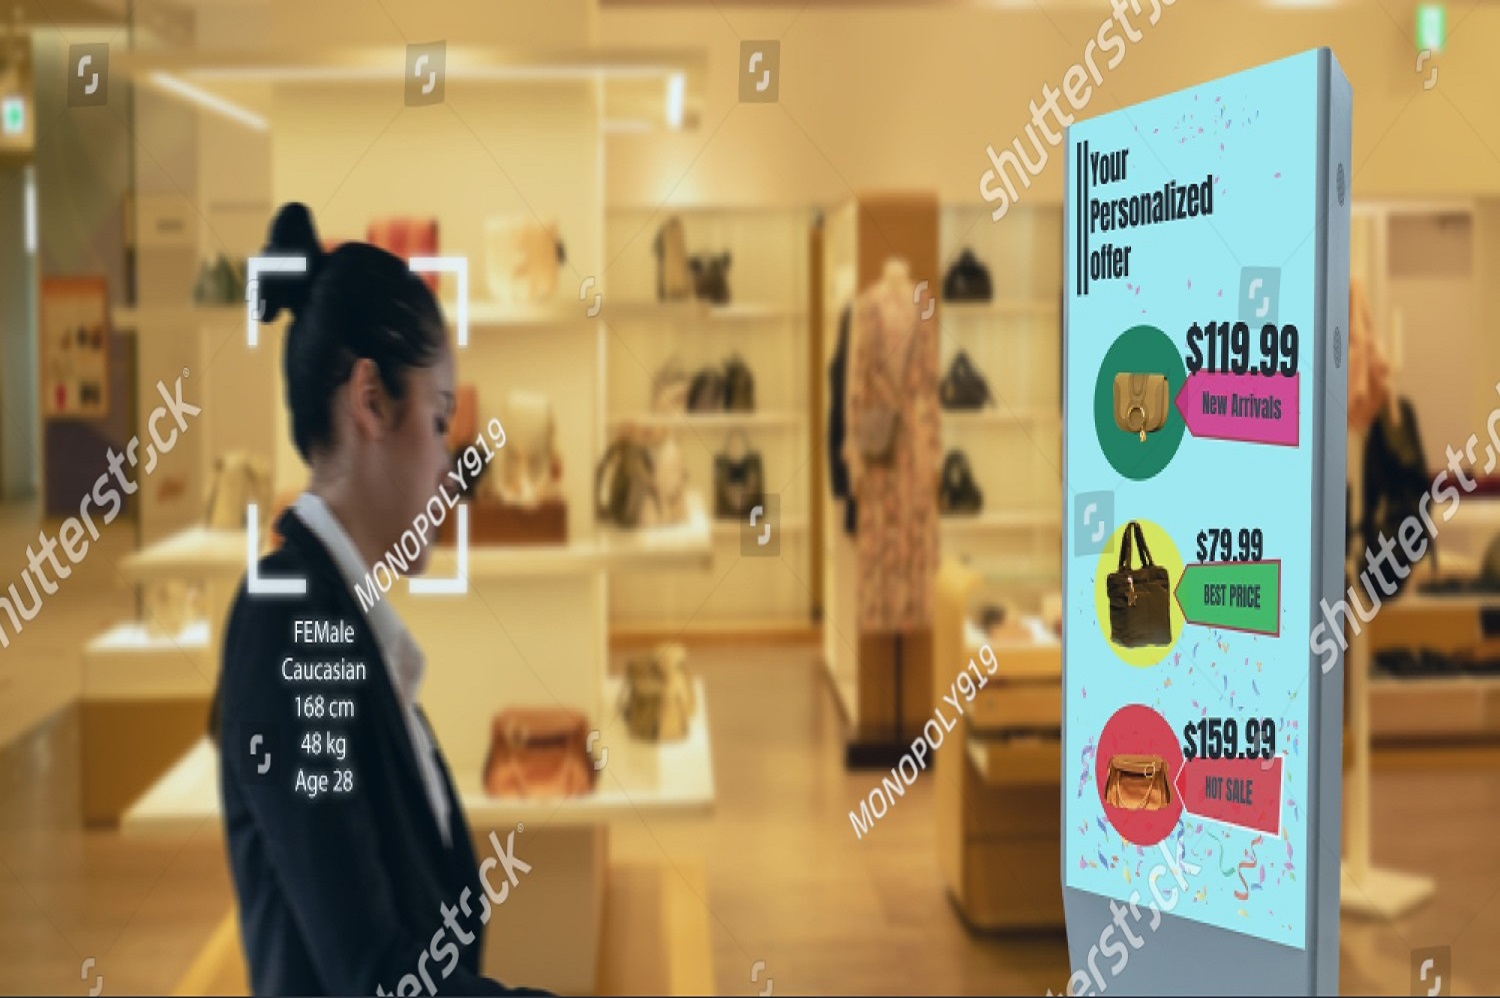 Your
Personalized
offer
$119.99
New Arrivals
$79.99
BEST PRICE
$159.99
HOT SALE
FEMale
Caucasian
168 cm
48 kg
Age 28
shutterstock
shutterstock
shutterstock
shutterstock
shutterstock
MONOPOLY919
MONOPOLY919